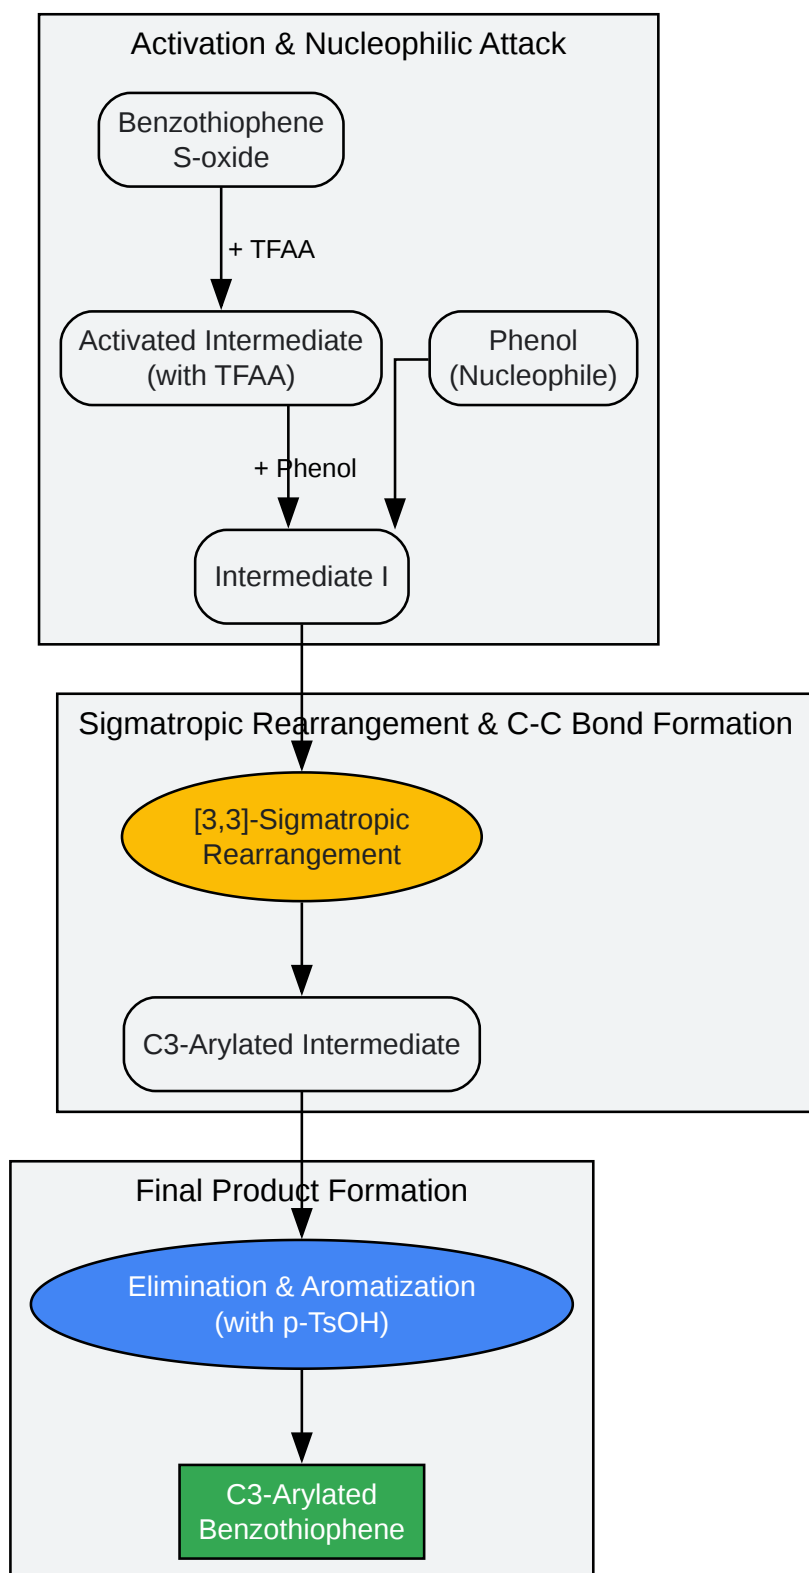 Activation & Nucleophilic Attack
Benzothiophene
S-oxide
+ TFAA
Activated Intermediate
(with TFAA)
Phenol
(Nucleophile)
+ Phenol
Intermediate I
Sigmatropic Rearrangement & C-C Bond Formation
[3,3]-Sigmatropic
Rearrangement
C3-Arylated Intermediate
Final Product Formation
Elimination & Aromatization
(with p-TsOH)
C3-Arylated
Benzothiophene